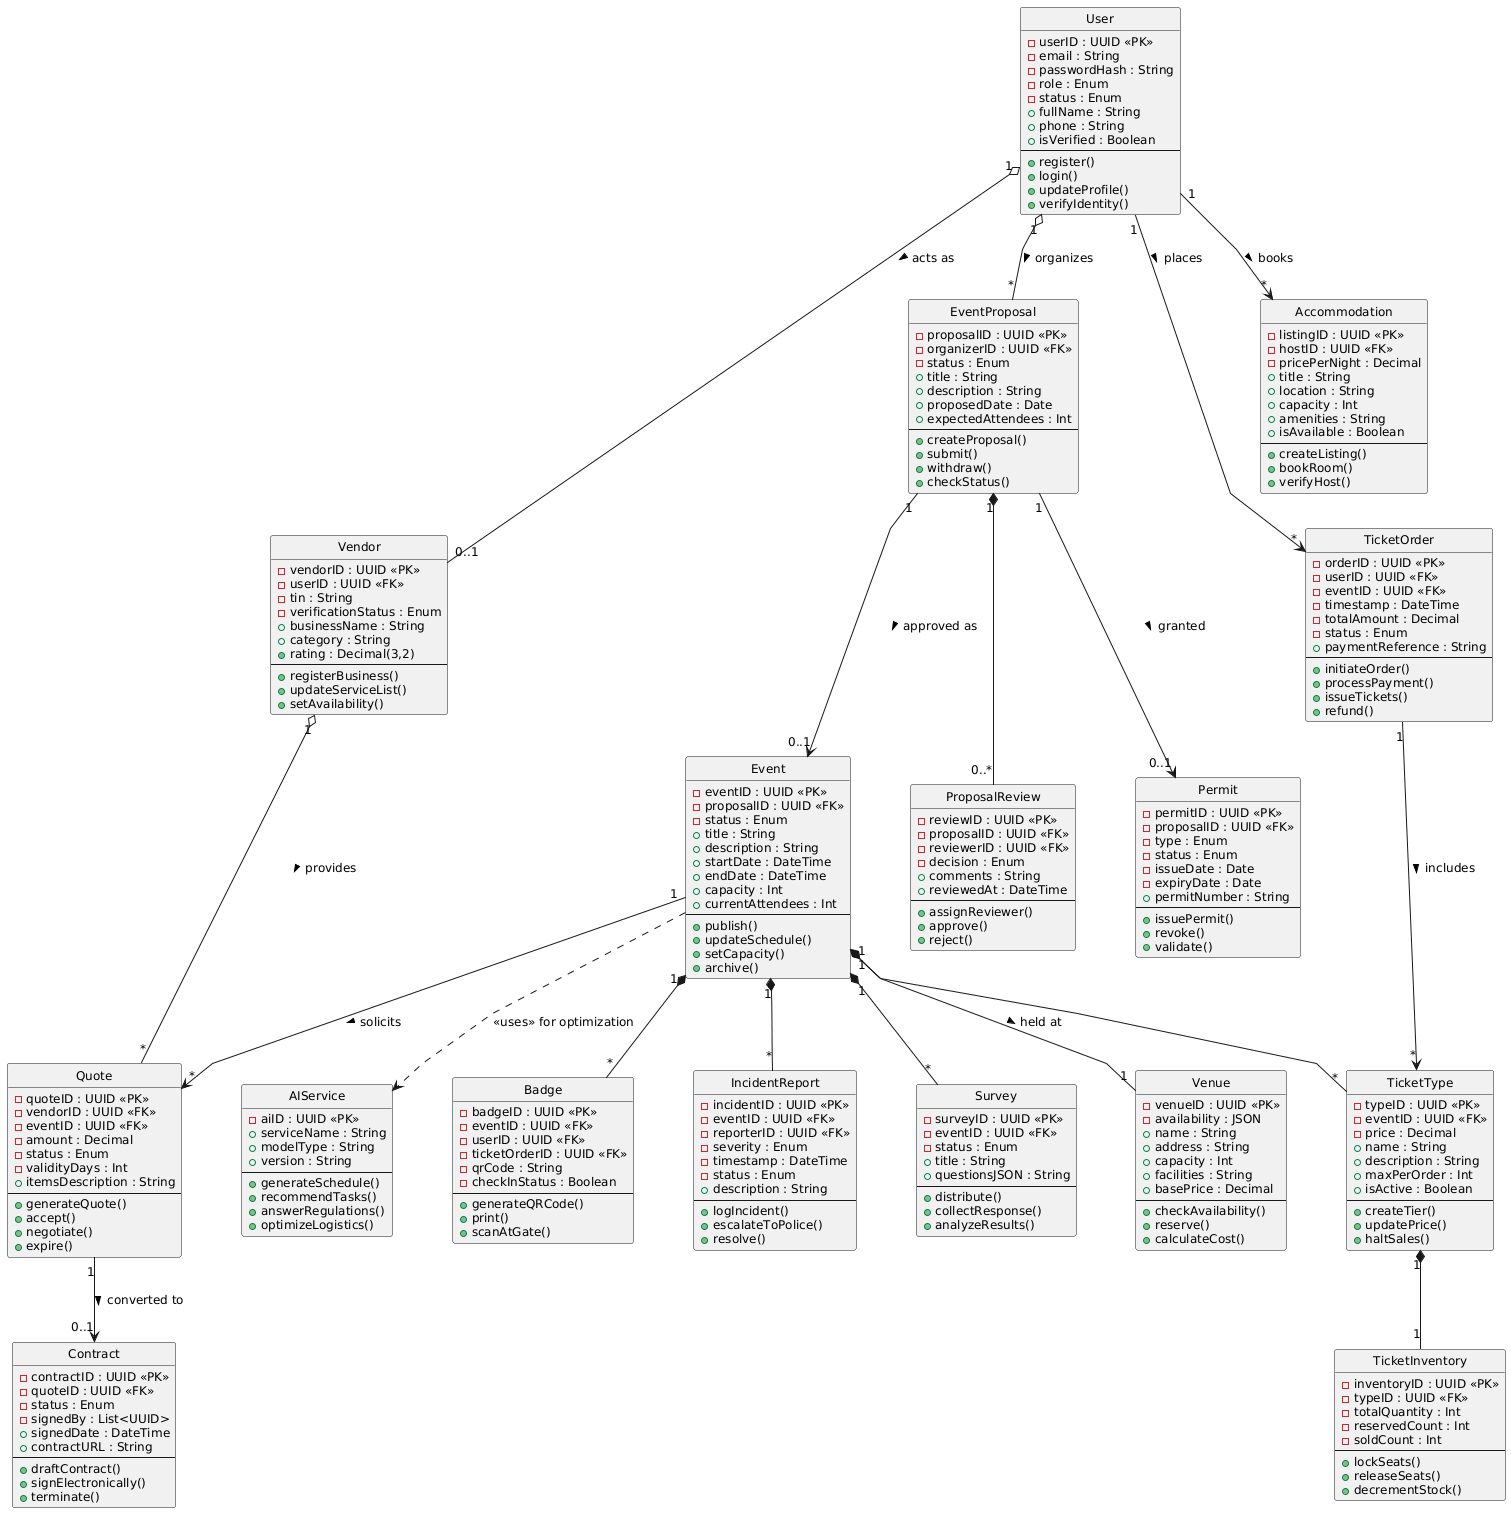 User
userID : UUID «PK»
email : String
passwordHash : String
role : Enum
status : Enum
fullName : String
phone : String
isVerified : Boolean
register()
login()
updateProfile()
verifyIdentity()
1
1
1
1
acts as
organizes
places
books
*
*
EventProposal
proposalID : UUID «PK»
organizerID : UUID «FK»
status : Enum
title : String
description : String
proposedDate : Date
expectedAttendees : Int
createProposal()
submit()
withdraw()
checkStatus()
Accommodation
listingID : UUID «PK»
hostID : UUID «FK»
pricePerNight : Decimal
title : String
location : String
capacity : Int
amenities : String
isAvailable : Boolean
createListing()
bookRoom()
verifyHost()
1
1
1
0..1
*
Vendor
vendorID : UUID «PK»
userID : UUID «FK»
tin : String
verificationStatus : Enum
businessName : String
category : String
rating : Decimal(3,2)
registerBusiness()
updateServiceList()
setAvailability()
TicketOrder
orderID : UUID «PK»
userID : UUID «FK»
eventID : UUID «FK»
timestamp : DateTime
totalAmount : Decimal
status : Enum
paymentReference : String
initiateOrder()
processPayment()
issueTickets()
refund()
approved as
granted
1
1
0..1
0..*
0..1
Event
eventID : UUID «PK»
proposalID : UUID «FK»
status : Enum
title : String
description : String
startDate : DateTime
endDate : DateTime
capacity : Int
currentAttendees : Int
publish()
updateSchedule()
setCapacity()
archive()
ProposalReview
reviewID : UUID «PK»
proposalID : UUID «FK»
reviewerID : UUID «FK»
decision : Enum
comments : String
reviewedAt : DateTime
assignReviewer()
approve()
reject()
Permit
permitID : UUID «PK»
proposalID : UUID «FK»
type : Enum
status : Enum
issueDate : Date
expiryDate : Date
permitNumber : String
issuePermit()
revoke()
validate()
provides
includes
1
1
1
1
1
1
solicits
«uses» for optimization
held at
*
*
*
*
*
1
*
*
Quote
quoteID : UUID «PK»
vendorID : UUID «FK»
eventID : UUID «FK»
amount : Decimal
status : Enum
validityDays : Int
itemsDescription : String
generateQuote()
accept()
negotiate()
expire()
AIService
aiID : UUID «PK»
serviceName : String
modelType : String
version : String
generateSchedule()
recommendTasks()
answerRegulations()
optimizeLogistics()
Badge
badgeID : UUID «PK»
eventID : UUID «FK»
userID : UUID «FK»
ticketOrderID : UUID «FK»
qrCode : String
checkInStatus : Boolean
generateQRCode()
print()
scanAtGate()
IncidentReport
incidentID : UUID «PK»
eventID : UUID «FK»
reporterID : UUID «FK»
severity : Enum
timestamp : DateTime
status : Enum
description : String
logIncident()
escalateToPolice()
resolve()
Survey
surveyID : UUID «PK»
eventID : UUID «FK»
status : Enum
title : String
questionsJSON : String
distribute()
collectResponse()
analyzeResults()
Venue
venueID : UUID «PK»
availability : JSON
name : String
address : String
capacity : Int
facilities : String
basePrice : Decimal
checkAvailability()
reserve()
calculateCost()
TicketType
typeID : UUID «PK»
eventID : UUID «FK»
price : Decimal
name : String
description : String
maxPerOrder : Int
isActive : Boolean
createTier()
updatePrice()
haltSales()
1
1
converted to
0..1
1
Contract
contractID : UUID «PK»
quoteID : UUID «FK»
status : Enum
signedBy : List<UUID>
signedDate : DateTime
contractURL : String
draftContract()
signElectronically()
terminate()
TicketInventory
inventoryID : UUID «PK»
typeID : UUID «FK»
totalQuantity : Int
reservedCount : Int
soldCount : Int
lockSeats()
releaseSeats()
decrementStock()